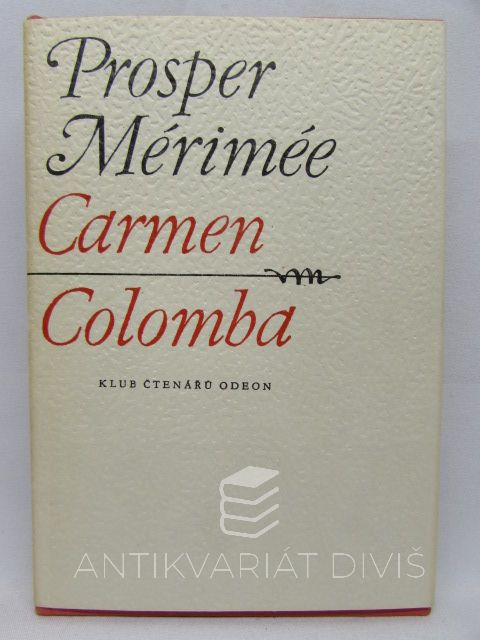 Prosper
Mérimée
Carmen
Colomba
KLUB ČTENÁŘŮ ODEON
ANTIKVARIÁT DIVIŠ